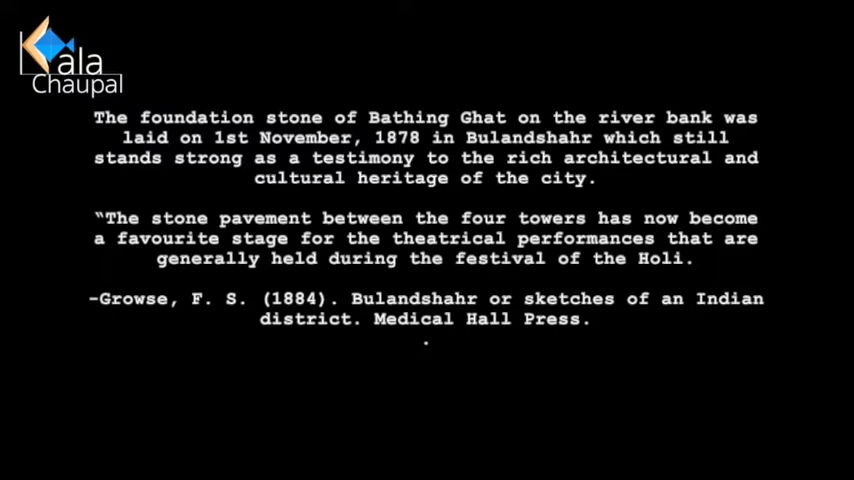 Kala
Chaupal
The foundation stone of Bathing Ghat on the river bank was
laid on 1st November, 1878 in Bulandshahr which still
stands strong as a testimony to the rich architectural and
cultural heritage of the city.
“The stone pavement between the four towers has now become
a favourite stage for the theatrical performances that are
generally held during the festival of the Holi.
-Growse, F. S. (1884). Bulandshahr or sketches of an Indian
district. Medical Hall Press.
.